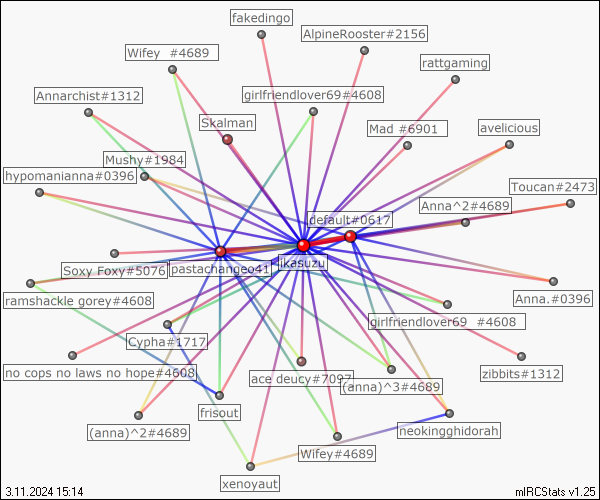 fakedingo
AlpineRooster#2156
Wifey #4689
rattgaming
Annarchist#1312
girlfriendlover69#4608
Skalman
Mad #6901
avelicious
Mushy#1984
hypomanianna#0396
Toucan#2473
Anna^2#4689
default#0617
jkasuzu
pastachangeo41
Soxy Foxy#5076
ramshackle gorey#4608
Anna.#0396
girlfriendlover69 #4608
Cypha#1717
no cops no laws no hope#4608
ace deucy#7097
(anna)^3#4689
zibbits#1312
frisout
(anna)^2#4689
neokingghidorah
Wifey#4689
xenoyaut
3.11.2024 15:14
mIRCStats v1.25